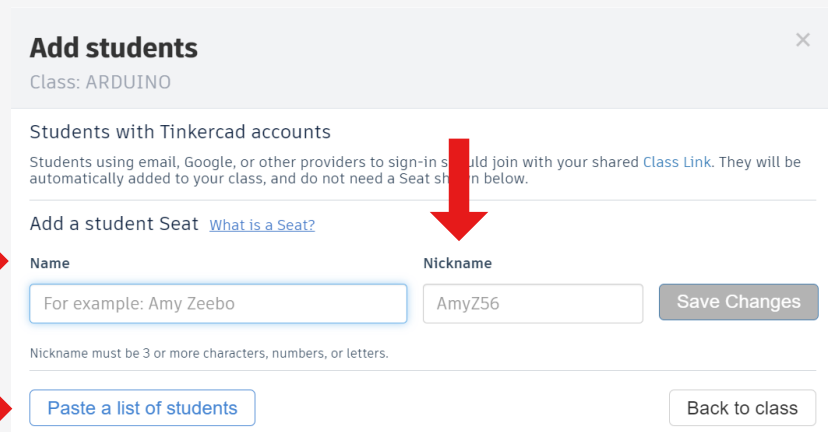 Add students
Class: ARDUINO
Students with Tinkercad accounts
Students using email, Google, or other providers to sign-in sh uld join with your shared Class Link. They will be
automatically added to your class, and do not need a Seat sh n below.
Add a student Seat What is a Seat?
Name Nickname
For example: Amy Zeebo AmyZ56 Save Changes
Nickname must be 3 or more characters, numbers, or letters.
Paste a list of students Back to class